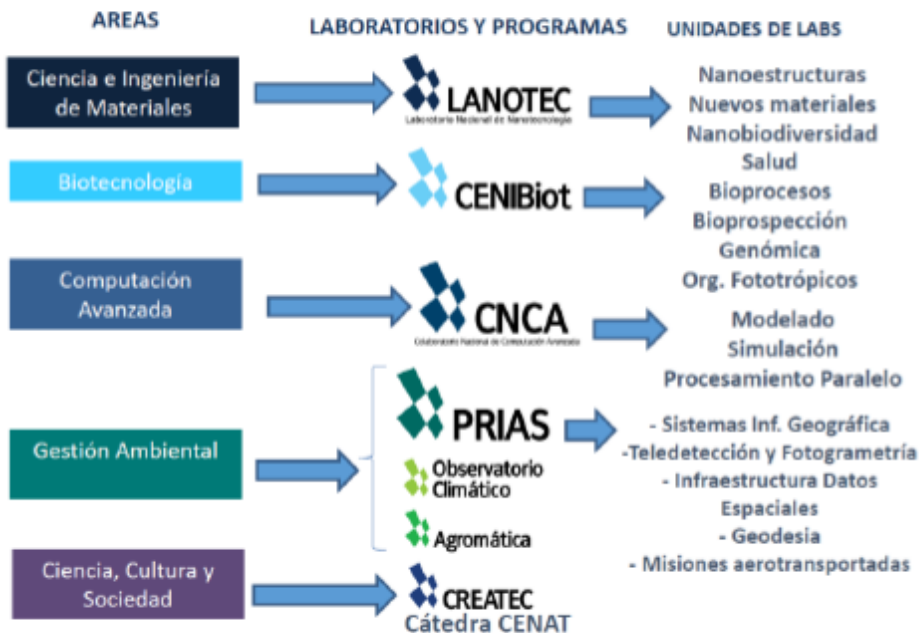 AREAS
LABORATORIOS Y PROGRAMAS
UNIDADES DE LABS
Ciencia e Ingeniería
de Materiales
LANOTEC
Laboratorio Nacional de Nanotecnología
Nanoestructuras
Nuevos materiales
Nanobiodiversidad
Biotecnología
CENIBiot
Salud
Bioprocesos
Bioprospección
Genómica
Org. Fototrópicos
Computación
Avanzada
CNCA
Colaboratorio Nacional de Computación Avanzada
Modelado
Simulación
Procesamiento Paralelo
Gestión Ambiental
PRIAS
Observatorio
Climático
Agromática
- Sistemas Inf. Geográfica
-Teledetección y Fotogrametría
- Infraestructura Datos
Espaciales
- Geodesia
- Misiones aerotransportadas
Ciencia, Cultura y
Sociedad
CREATEC
Cátedra CENAT